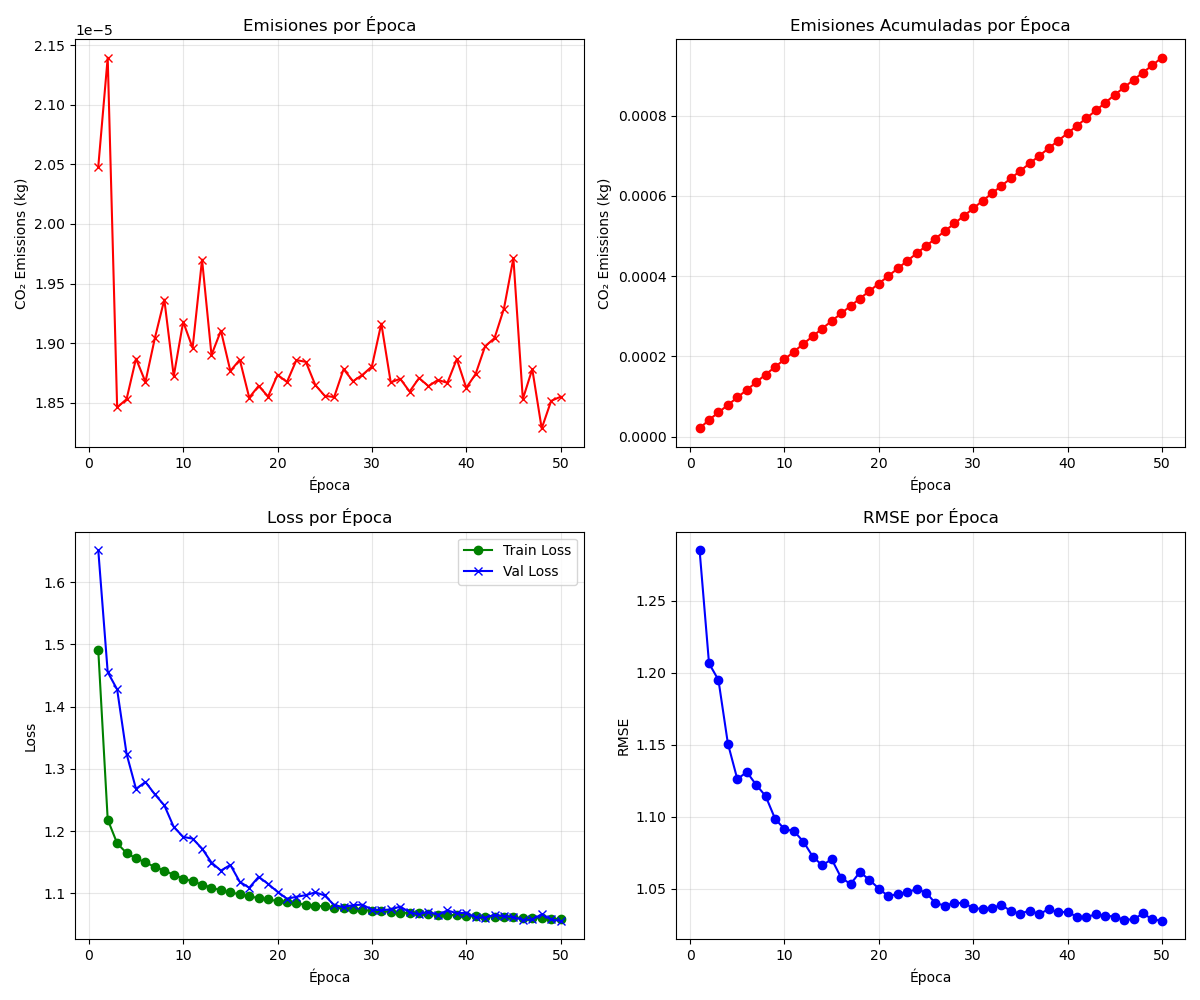 Emisiones por Época
1e−5
2.15
2.10
2.05
2.00
1.95
1.90
1.85
CO₂ Emissions (kg)
0 10 20 30 40 50
Época
Emisiones Acumuladas por Época
0.0008
0.0006
0.0004
0.0002
0.0000
CO₂ Emissions (kg)
0 10 20 30 40 50
Época
Loss por Época
Train Loss
Val Loss
1.6
1.5
1.4
1.3
1.2
1.1
Loss
0 10 20 30 40 50
Época
RMSE por Época
1.25
1.20
1.15
1.10
1.05
RMSE
0 10 20 30 40 50
Época